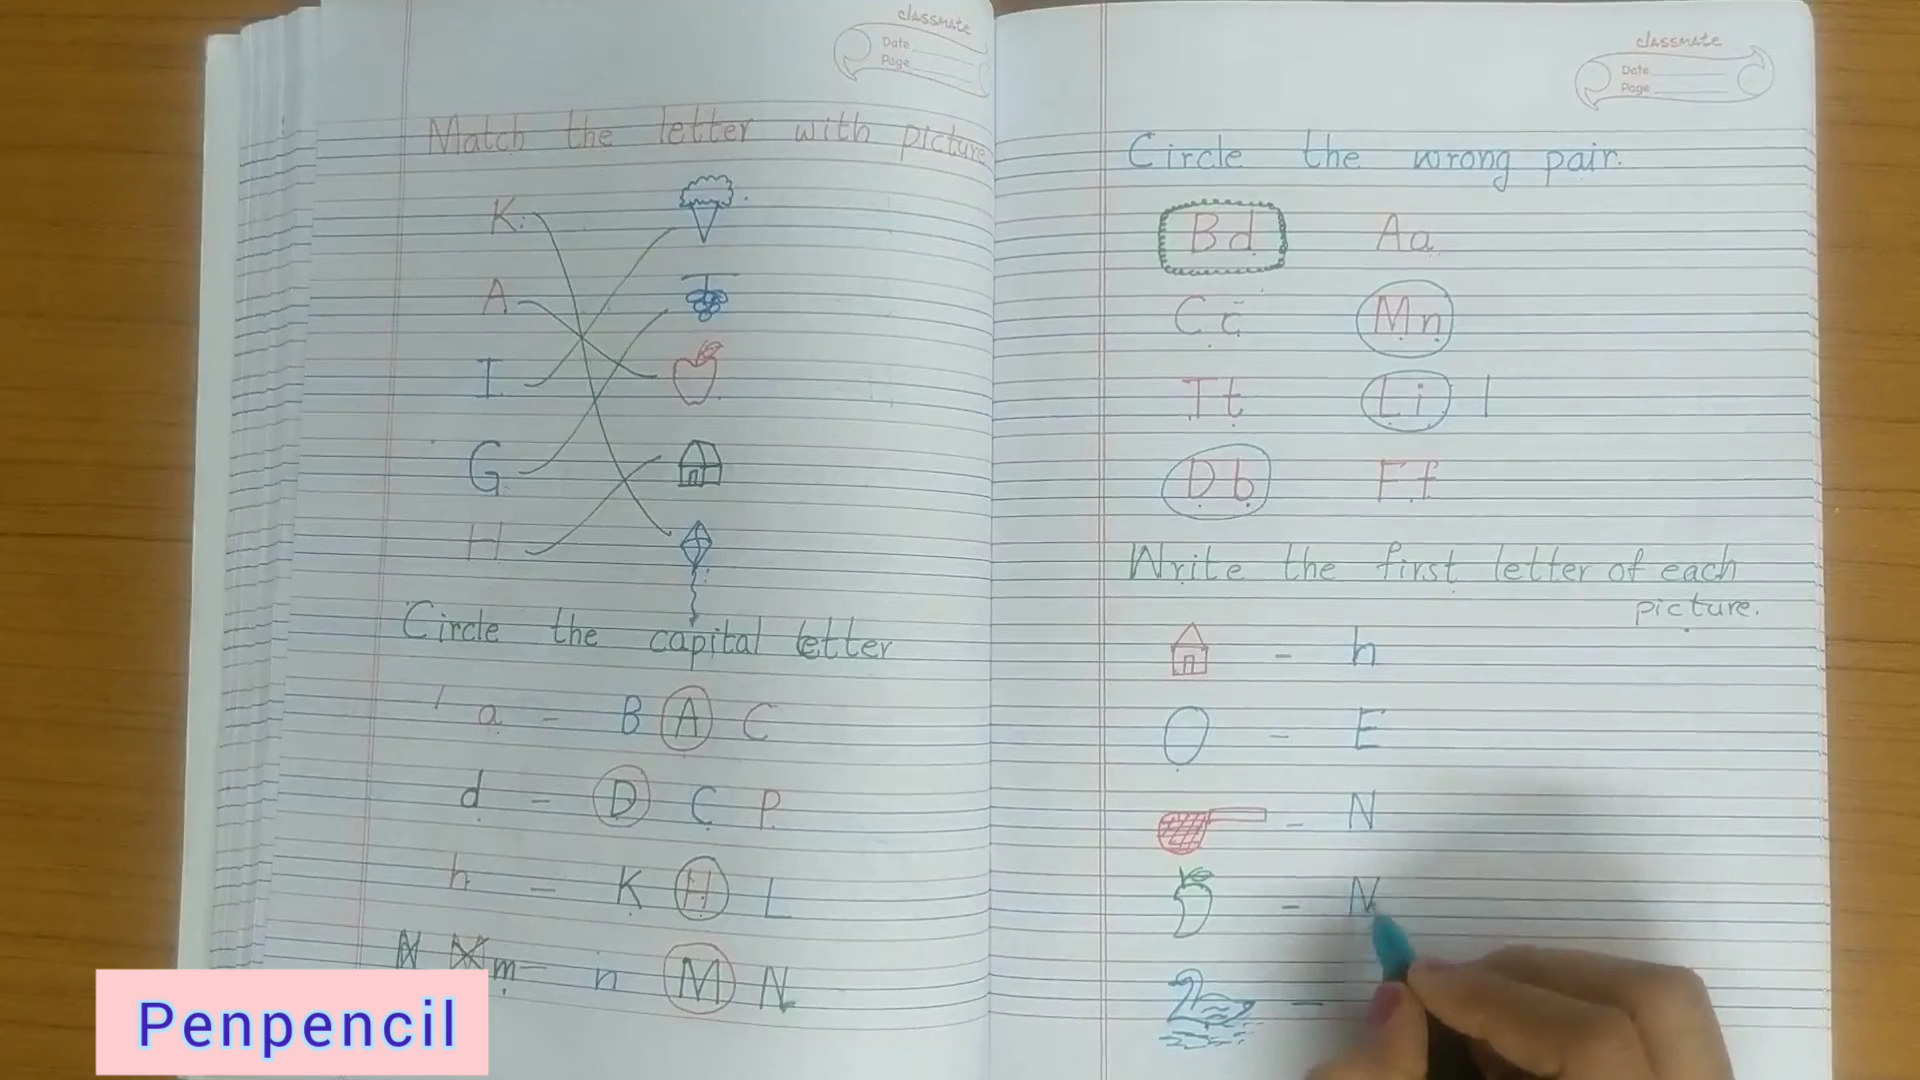 classmate
Date
Page
Match the letter with picture
K
A
I
G
H
Circle the capital letter
a - B A C
d - D C P
h - K H L
m - n M N
Penpencil
classmate
Date
Page
Circle the wrong pair.
Bd Aa
Cc Mn
Tt Li l
Db Ff
Write the first letter of each
picture.
- h
- E
- N
- N
-